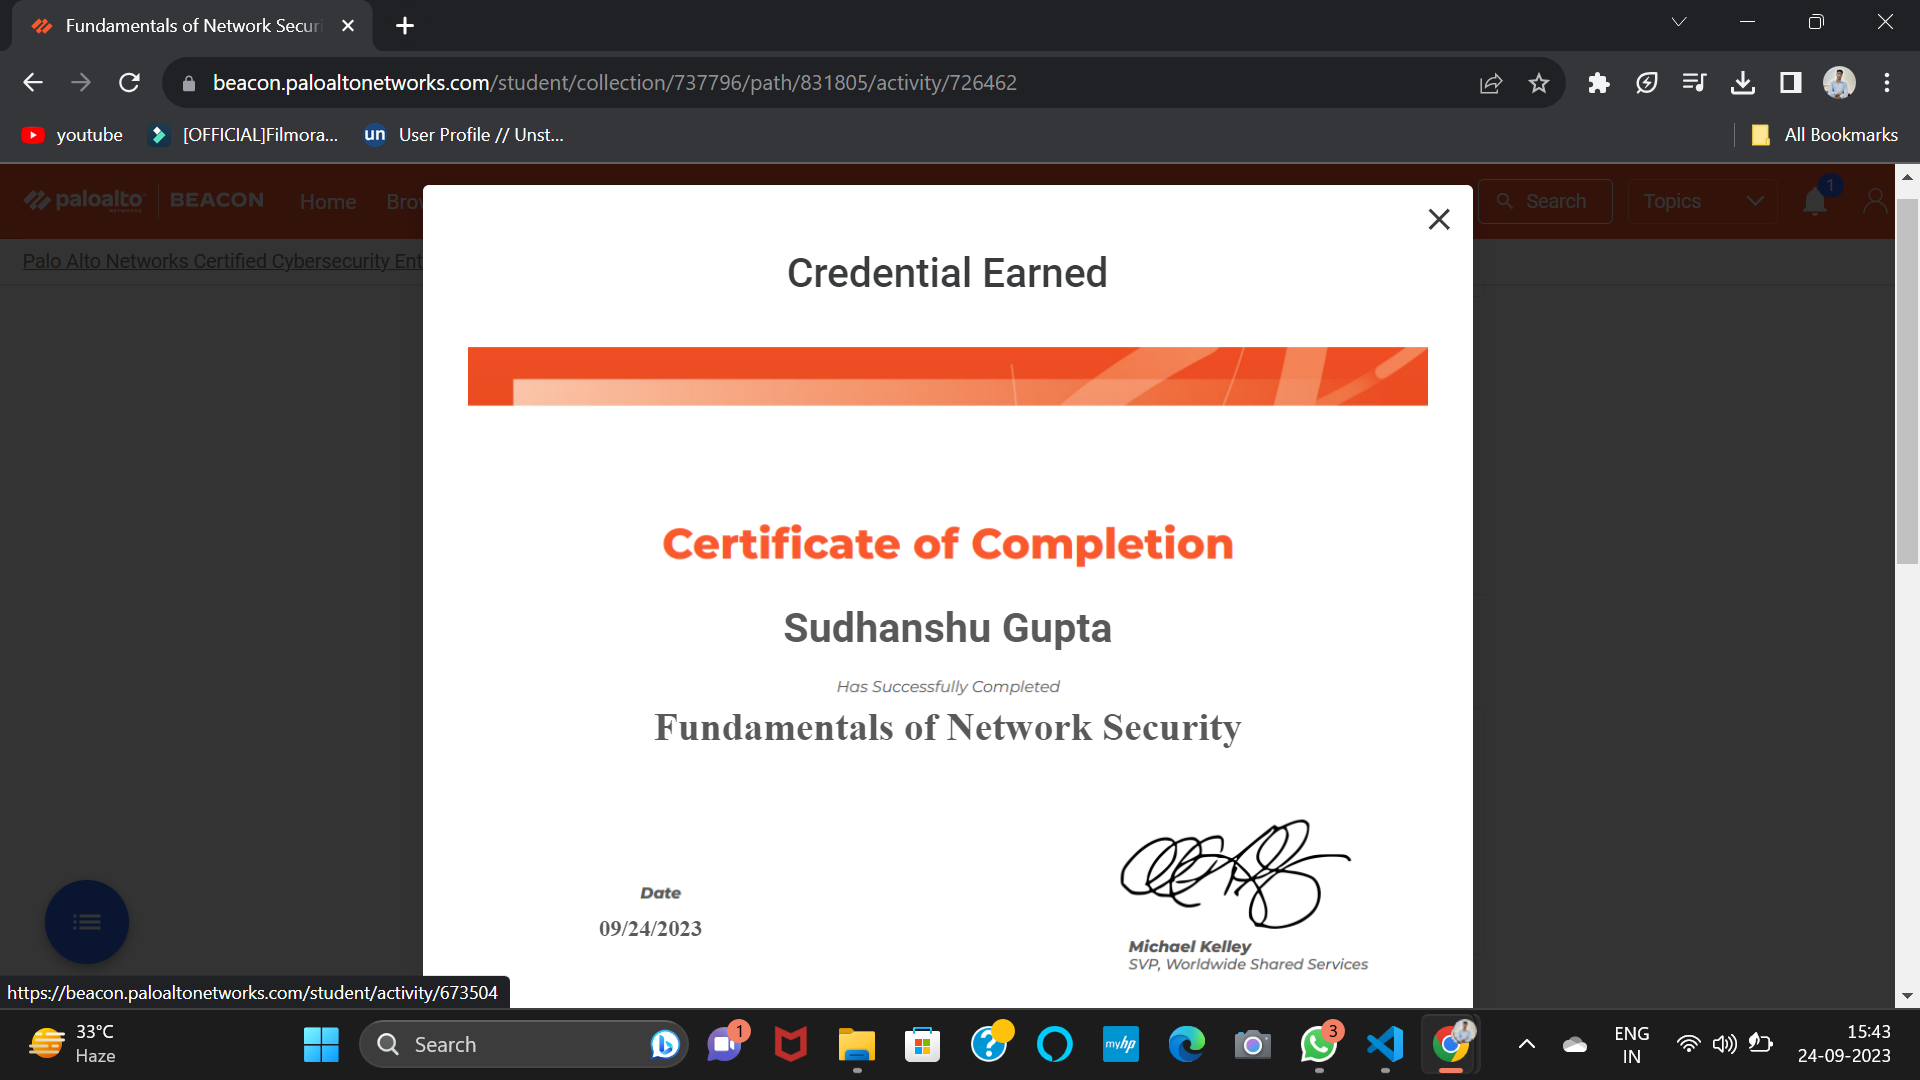 Fundamentals of Network Securi
beacon.paloaltonetworks.com/student/collection/737796/path/831805/activity/726462
youtube
[OFFICIAL]Filmora...
un
User Profile // Unst...
All Bookmarks
paloalto
NETWORKS
BEACON
Home
Brov
Search
Topics
1
Palo Alto Networks Certified Cybersecurity Ent
Credential Earned
Certificate of Completion
Sudhanshu Gupta
Has Successfully Completed
Fundamentals of Network Security
Date
09/24/2023
Michael Kelley
SVP, Worldwide Shared Services
https://beacon.paloaltonetworks.com/student/activity/673504
33°C
Haze
Search
1
myhp
3
ENG
IN
15:43
24-09-2023